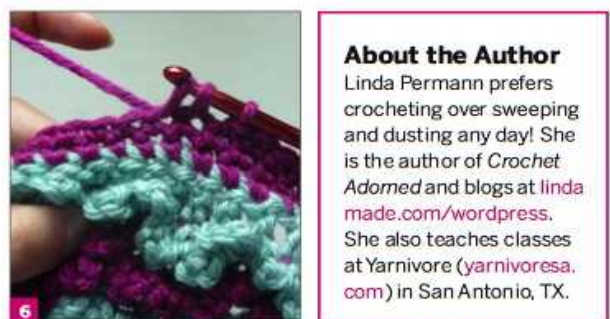 6
About the Author
Linda Permann prefers
crocheting over sweeping
and dusting any day! She
is the author of Crochet
Adorned and blogs at linda
made.com/wordpress.
She also teaches classes
at Yarnivore (yarnivoresa.
com) in San Antonio, TX.